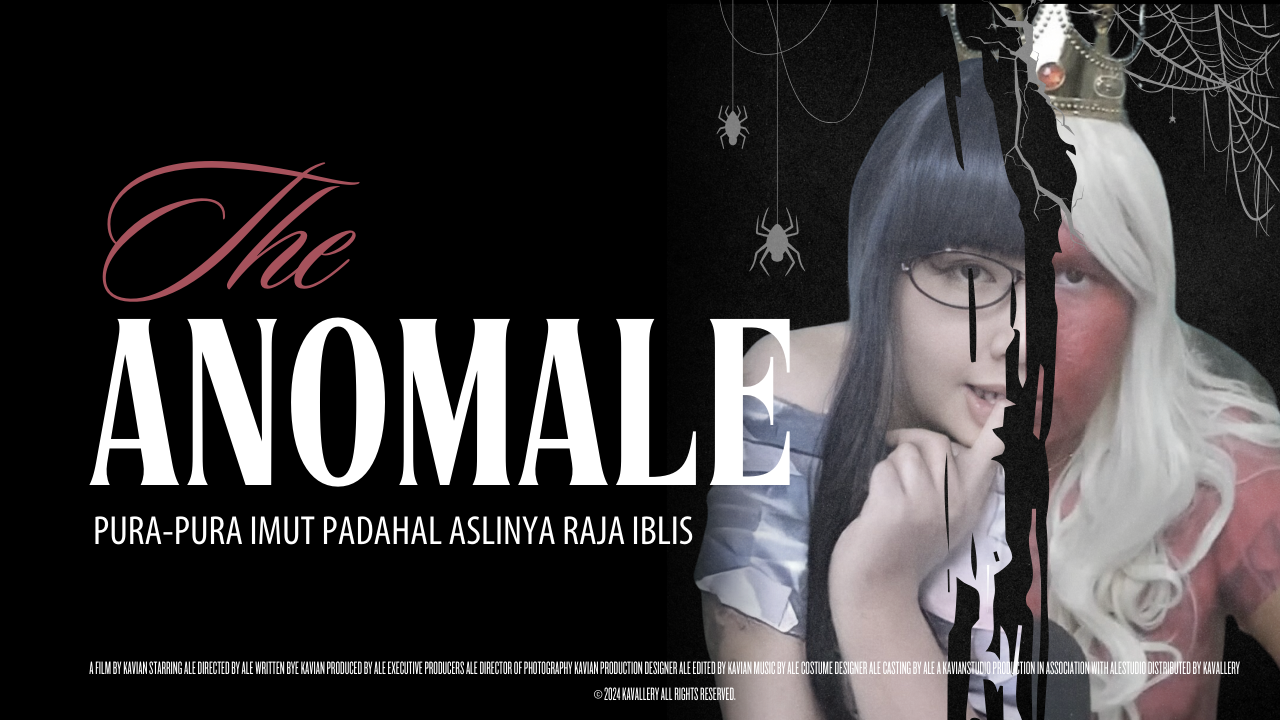 The
ANOMALE
PURA-PURA IMUT PADAHAL ASLINYA RAJA IBLIS
A FILM BY KAVIAN STARRING ALE DIRECTED BY ALE WRITTEN BYE KAVIAN PRODUCED BY ALE EXECUTIVE PRODUCERS ALE DIRECTOR OF PHOTOGRAPHY KAVIAN PRODUCTION DESIGNER ALE EDITED BY KAVIAN MUSIC BY ALE COSTUME DESIGNER ALE CASTING BY ALE A KAVIANSTUDIO PRODUCTION IN ASSOCIATION WITH ALESTUDIO DISTRIBUTED BY KAVALLERY
© 2024 KAVALLERY ALL RIGHTS RESERVED.